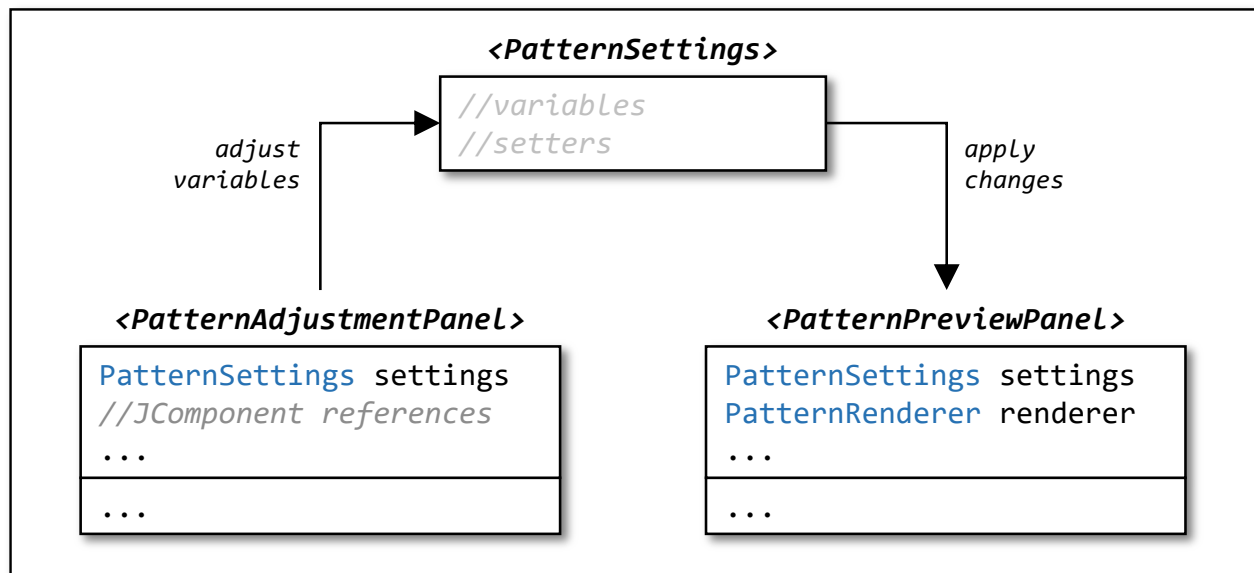 <PatternSettings>
//variables
//setters
adjust
variables
apply
changes
<PatternAdjustmentPanel>
PatternSettings settings
//JComponent references
...
...
<PatternPreviewPanel>
PatternSettings settings
PatternRenderer renderer
...
...